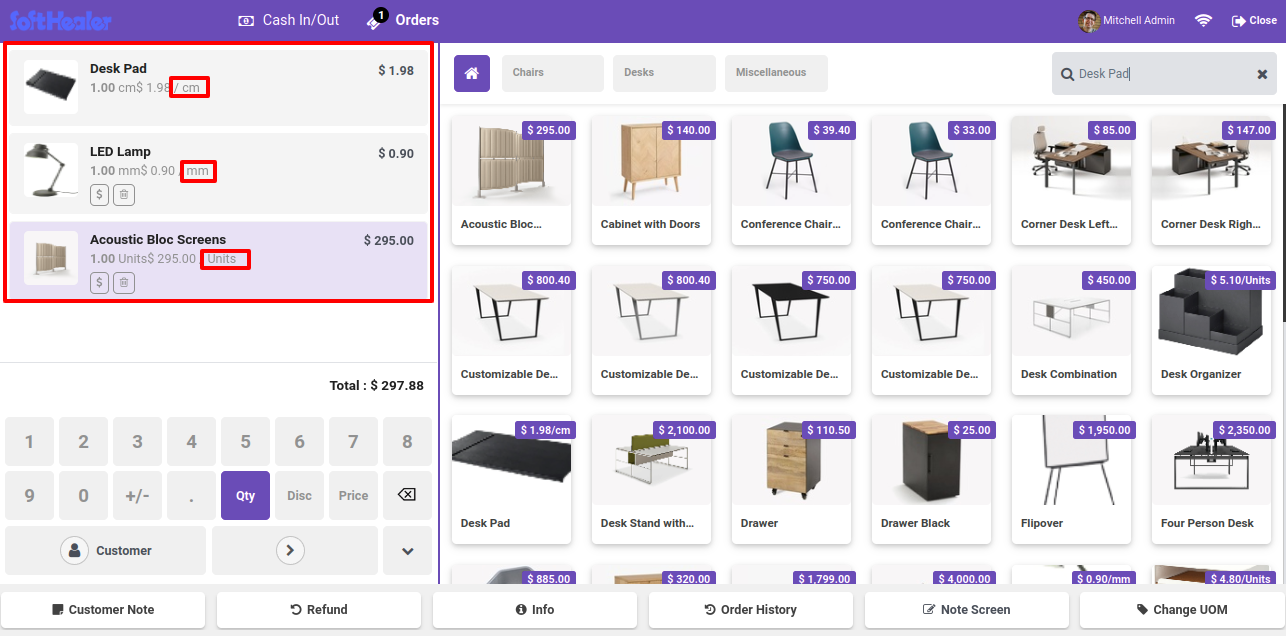 SoftHealer
Cash In/Out
1
Orders
Mitchell Admin
Close
Desk Pad
$ 1.98
1.00 cm$ 1.98 / cm
LED Lamp
$ 0.90
1.00 mm$ 0.90 / mm
$
Acoustic Bloc Screens
$ 295.00
1.00 Units$ 295.00 / Units
$
Total : $ 297.88
1 2 3 4 5 6 7 8
9 0 +/- . Qty Disc Price
Customer
Chairs
Desks
Miscellaneous
Desk Pad
$ 295.00
Acoustic Bloc...
$ 140.00
Cabinet with Doors
$ 39.40
Conference Chair...
$ 33.00
Conference Chair...
$ 85.00
Corner Desk Left...
$ 147.00
Corner Desk Righ...
$ 800.40
Customizable De...
$ 800.40
Customizable De...
$ 750.00
Customizable De...
$ 750.00
Customizable De...
$ 450.00
Desk Combination
$ 5.10/Units
Desk Organizer
$ 1.98/cm
Desk Pad
$ 2,100.00
Desk Stand with...
$ 110.50
Drawer
$ 25.00
Drawer Black
$ 1,950.00
Flipover
$ 2,350.00
Four Person Desk
$ 885.00
$ 320.00
$ 1,799.00
$ 4,000.00
$ 0.90/mm
$ 4.80/Units
Customer Note
Refund
Info
Order History
Note Screen
Change UOM